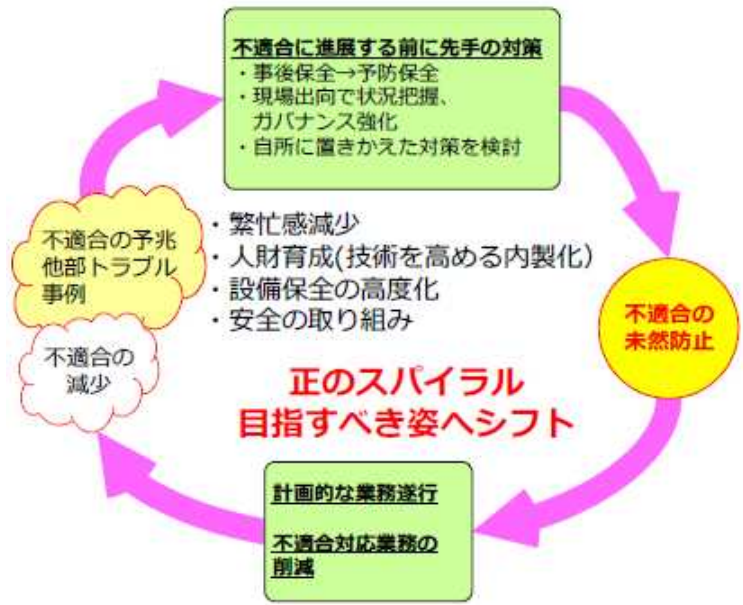 不適合に進展する前に先手の対策
・事後保全→予防保全
・現場出向で状況把握、
ガバナンス強化
・自所に置きかえた対策を検討
不適合の予兆
他部トラブル
事例
不適合の
減少
・繁忙感減少
・人財育成(技術を高める内製化)
・設備保全の高度化
・安全の取り組み
正のスパイラル
目指すべき姿へシフト
不適合の
未然防止
計画的な業務遂行
不適合対応業務の
削減